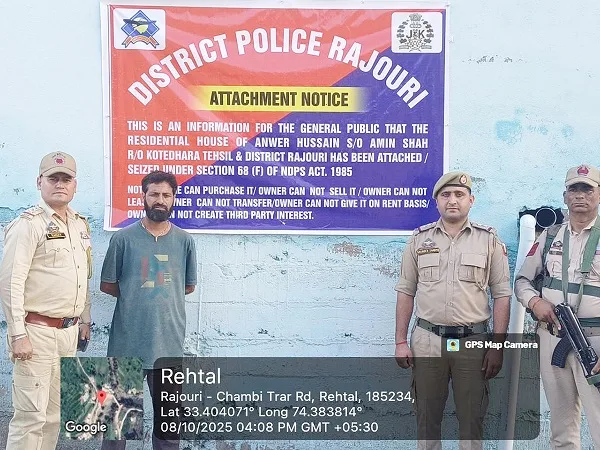 DISTRICT POLICE RAJOURI
J&K
ATTACHMENT NOTICE
THIS IS AN INFORMATION FOR THE GENERAL PUBLIC THAT THE
RESIDENTIAL HOUSE OF ANWER HUSSAIN S/O AMIN SHAH
R/O KOTEDHARA TEHSIL & DISTRICT RAJOURI HAS BEEN ATTACHED /
SEIZED UNDER SECTION 68 (F) OF NDPS ACT. 1985
CAN PURCHASE IT/ OWNER CAN NOT SELL IT / OWNER CAN NOT
OWNER CAN NOT TRANSFER/OWNER CAN NOT GIVE IT ON RENT BASIS/
NOT CREATE THIRD PARTY INTEREST.
GPS Map Camera
Rehtal
Rajouri - Chambi Trar Rd, Rehtal, 185234,
Lat 33.404071° Long 74.383814°
08/10/2025 04:08 PM GMT +05:30
Google